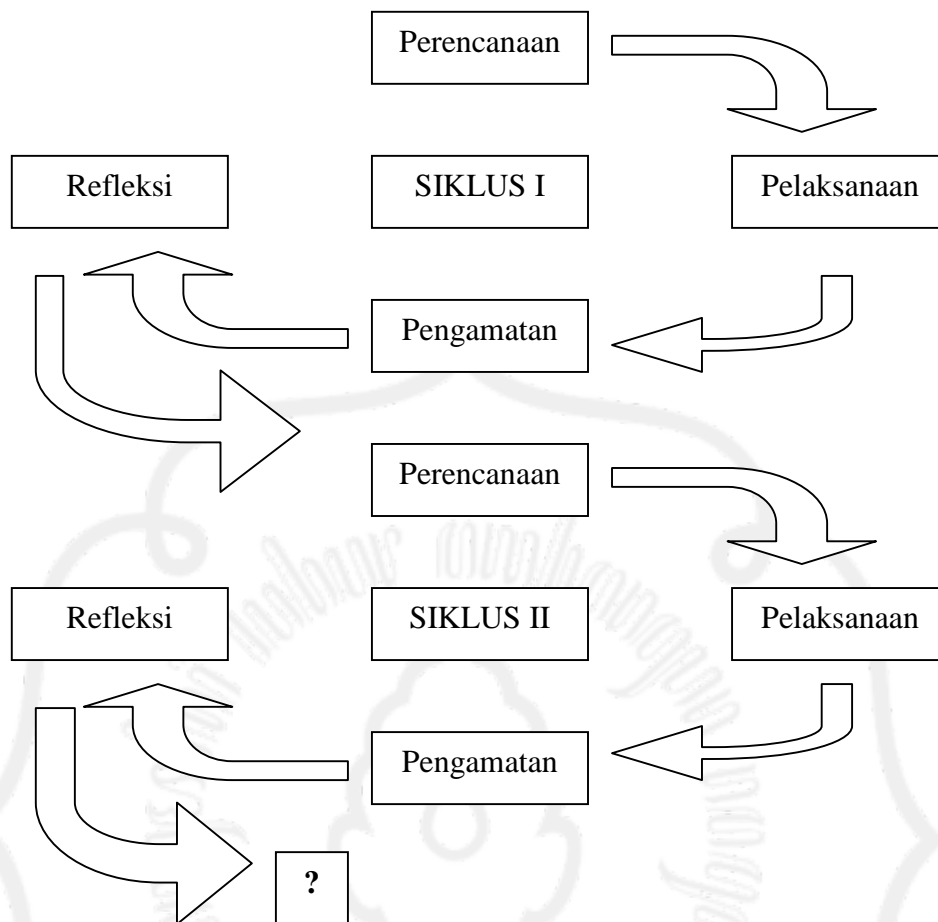 Perencanaan
Refleksi
SIKLUS I
Pelaksanaan
Pengamatan
Perencanaan
Refleksi
SIKLUS II
Pelaksanaan
Pengamatan
?